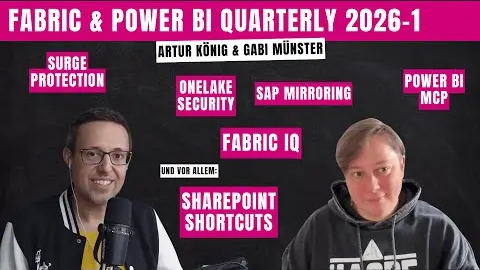 FABRIC & POWER BI QUARTERLY 2026-1
ARTUR KÖNIG & GABI MÜNSTER
SURGE
PROTECTION
ONELAKE
SECURITY
SAP MIRRORING
POWER BI
MCP
FABRIC IQ
UND VOR ALLEM:
SHAREPOINT
SHORTCUTS